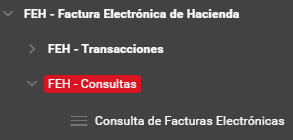 FEH - Factura Electrónica de Hacienda
FEH - Transacciones
FEH - Consultas
Consulta de Facturas Electrónicas